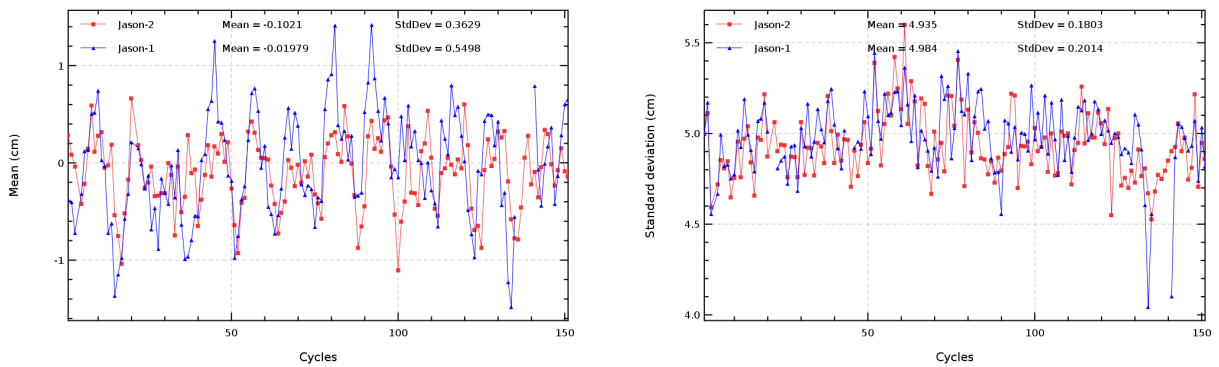 Jason-2 Mean = -0.1021 StdDev = 0.3629
Jason-1 Mean = -0.01979 StdDev = 0.5498
1
0
-1
Mean (cm)
50 100 150
Cycles
Jason-2 Mean = 4.935 StdDev = 0.1803
Jason-1 Mean = 4.984 StdDev = 0.2014
5.5
5.0
4.5
4.0
Standard deviation (cm)
50 100 150
Cycles